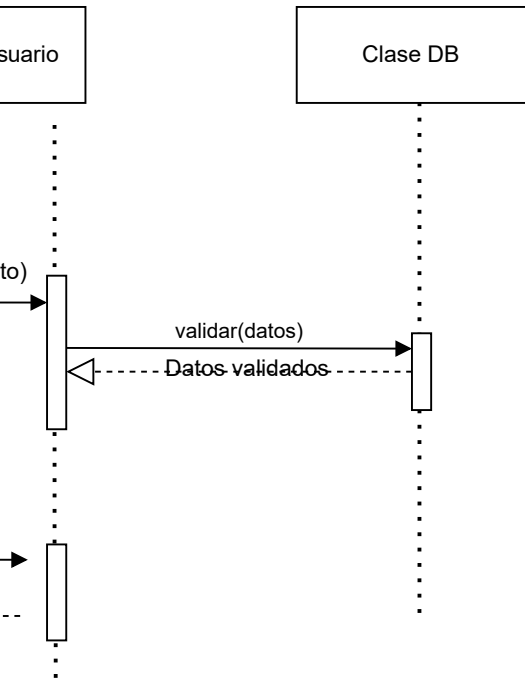 suario
Clase DB
to)
validar(datos)
Datos validados